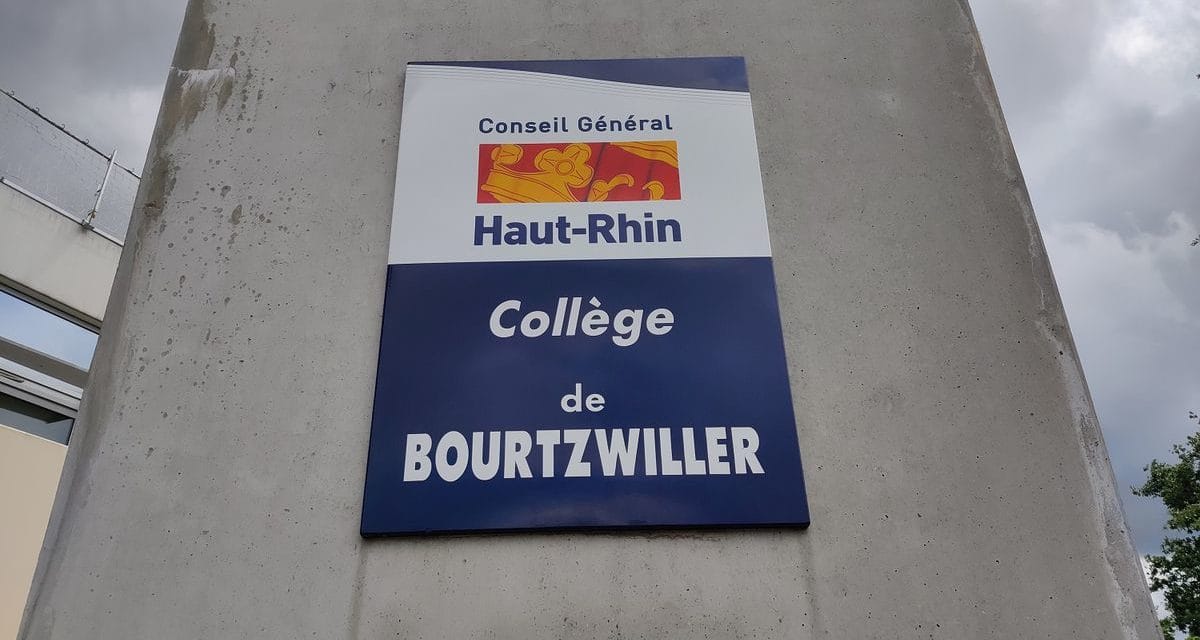 Conseil Général
Haut-Rhin
Collège
de
BOURTZWILLER